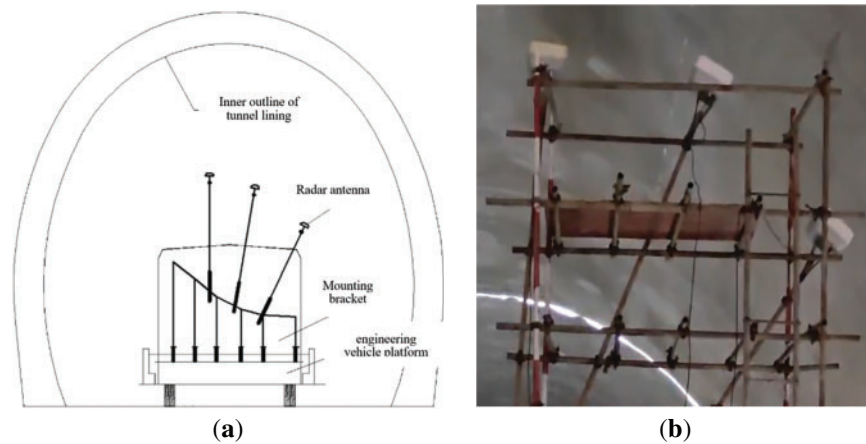 Inner outline of
tunnel lining
Radar antenna
Mounting
bracket
engineering
vehicle platform
(a)
(b)